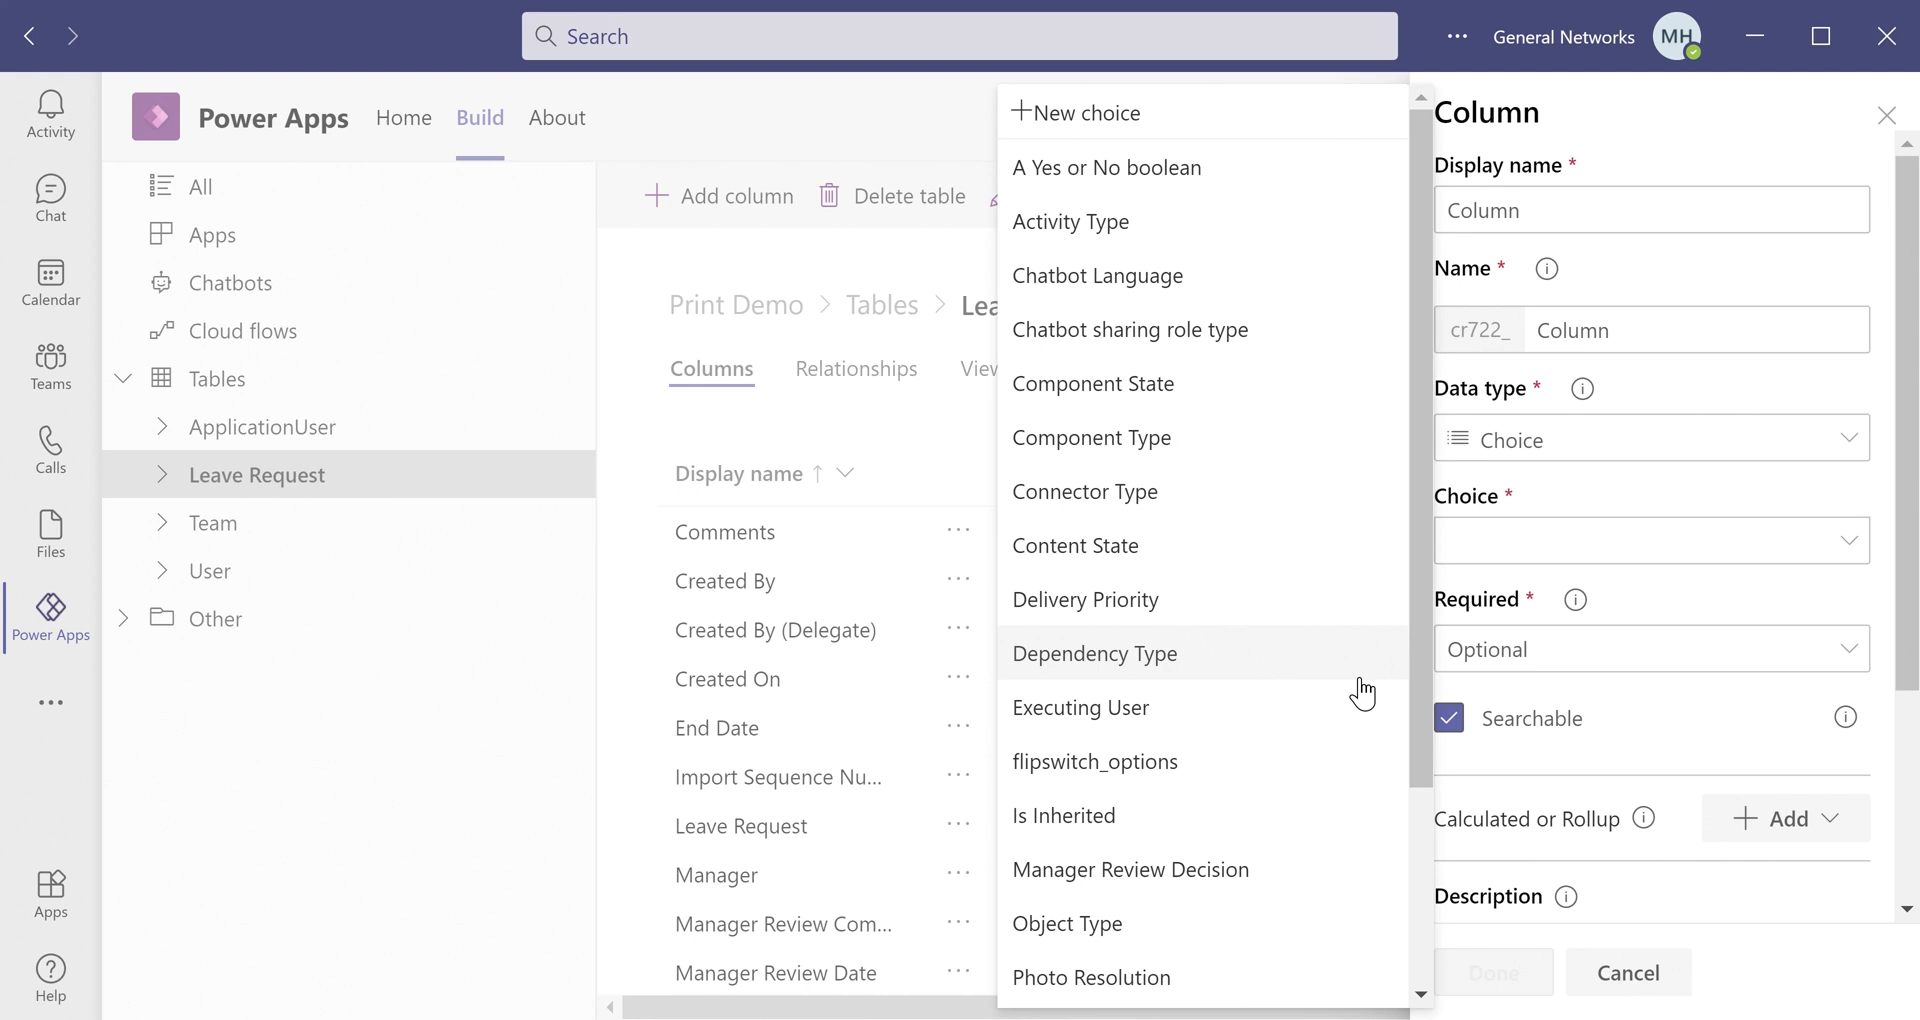 Search
General Networks
MH
Activity
Chat
Calendar
Teams
Calls
Files
Power Apps
Apps
Help
Power Apps
Home
Build
About
All
Apps
Chatbots
Cloud flows
Tables
ApplicationUser
Leave Request
Team
User
Other
Add column
Delete table
Print Demo > Tables > Lea
Columns
Relationships
View
Display name
Comments
Created By
Created By (Delegate)
Created On
End Date
Import Sequence Nu...
Leave Request
Manager
Manager Review Com...
Manager Review Date
+New choice
A Yes or No boolean
Activity Type
Chatbot Language
Chatbot sharing role type
Component State
Component Type
Connector Type
Content State
Delivery Priority
Dependency Type
Executing User
flipswitch_options
Is Inherited
Manager Review Decision
Object Type
Photo Resolution
Column
Display name *
Column
Name *
cr722_ Column
Data type *
Choice
Choice *
Required *
Optional
Searchable
Calculated or Rollup
+ Add
Description
Done
Cancel